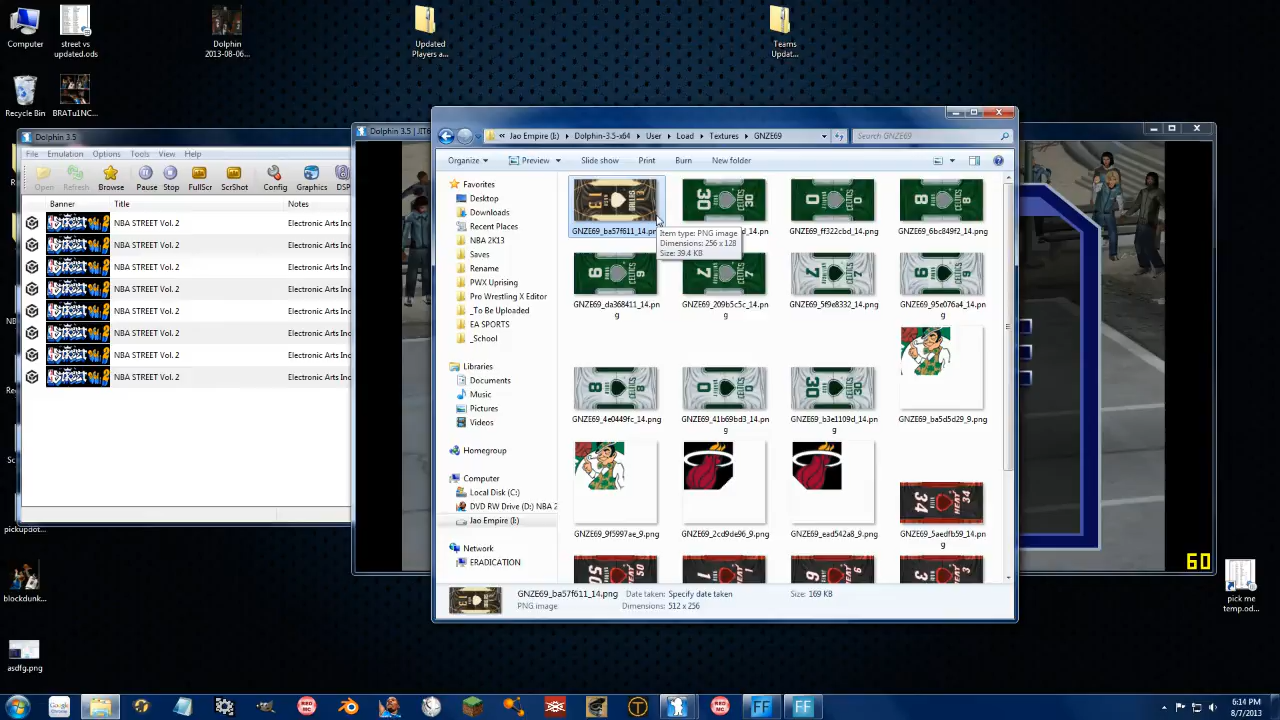 Computer
street vs
updated.ods
Dolphin
2013-08-06...
Updated
Players a...
Teams
Updat...
Recycle Bin
BRATu1NC...
Dolphin 3.5
File Emulation Options Tools View Help
Open Refresh Browse Pause Stop FullScr ScrShot Config Graphics DSP
Banner Title Notes
NBA STREET Vol. 2 Electronic Arts Inc
NBA STREET Vol. 2 Electronic Arts Inc
NBA STREET Vol. 2 Electronic Arts Inc
NBA STREET Vol. 2 Electronic Arts Inc
NBA STREET Vol. 2 Electronic Arts Inc
NBA STREET Vol. 2 Electronic Arts Inc
NBA STREET Vol. 2 Electronic Arts Inc
NBA STREET Vol. 2 Electronic Arts Inc
Dolphin 3.5 | JIT6
« Jao Empire (I:) Dolphin-3.5-x64 User Load Textures GNZE69
Search GNZE69
Organize Preview Slide show Print Burn New folder
Favorites
Desktop
Downloads
Recent Places
NBA 2K13
Saves
Rename
PWX Uprising
Pro Wrestling X Editor
_To Be Uploaded
EA SPORTS
_School
Libraries
Documents
Music
Pictures
Videos
Homegroup
Computer
Local Disk (C:)
DVD RW Drive (D:) NBA 2
Jao Empire (I:)
Network
ERADICATION
GNZE69_ba57f611_14.pn
d_14.png
GNZE69_ff322cbd_14.png
GNZE69_6bc849f2_14.png
Item type: PNG image
Dimensions: 256 x 128
Size: 39.4 KB
GNZE69_da368411_14.pn
g
GNZE69_209b5c5c_14.pn
g
GNZE69_5f9e8332_14.png
GNZE69_95e076a4_14.pn
g
GNZE69_4e0449fc_14.png
GNZE69_41b69bd3_14.pn
g
GNZE69_b3e1109d_14.pn
g
GNZE69_ba5d5d29_9.png
GNZE69_9f5997ae_9.png
GNZE69_2cd9de96_9.png
GNZE69_ead542a8_9.png
GNZE69_5aedfb59_14.pn
g
GNZE69_ba57f611_14.png
PNG image
Date taken: Specify date taken
Dimensions: 512 x 256
Size: 169 KB
60
pickupdot...
blockdunk...
asdfg.png
pick me
temp.od...
6:14 PM
8/7/2013